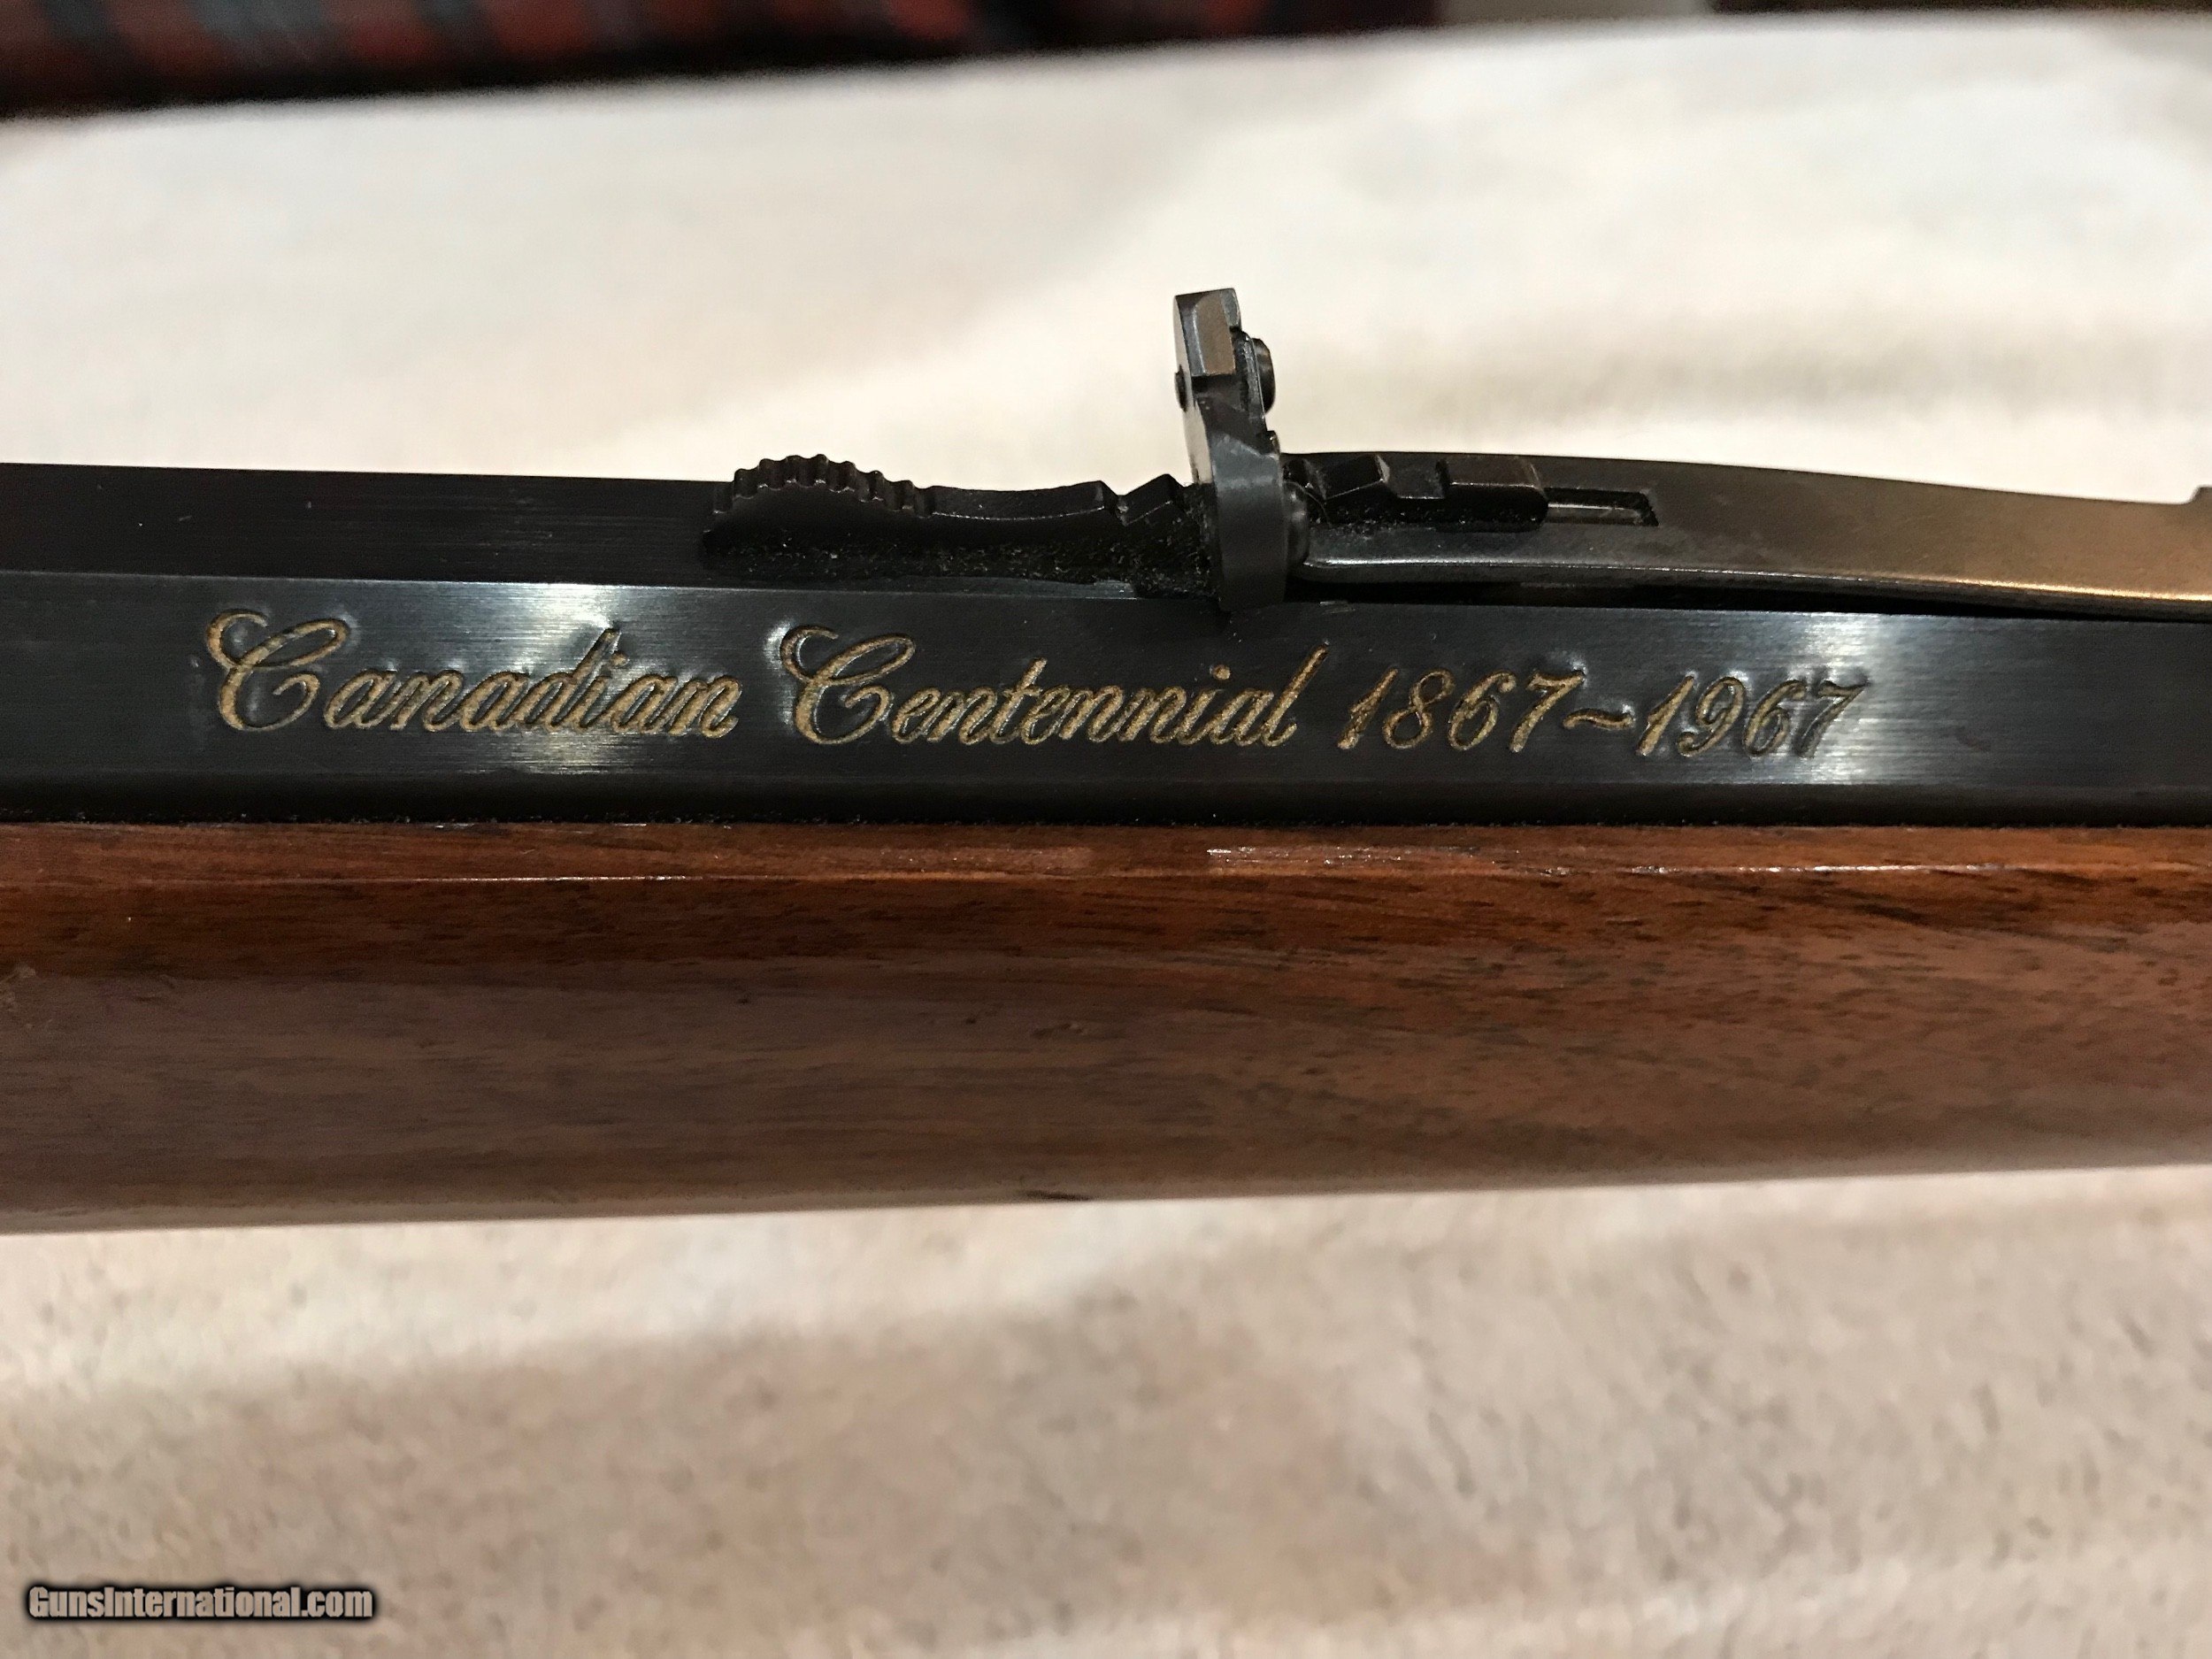 Canadian Centennial 1867~1967
GunsInternational.com